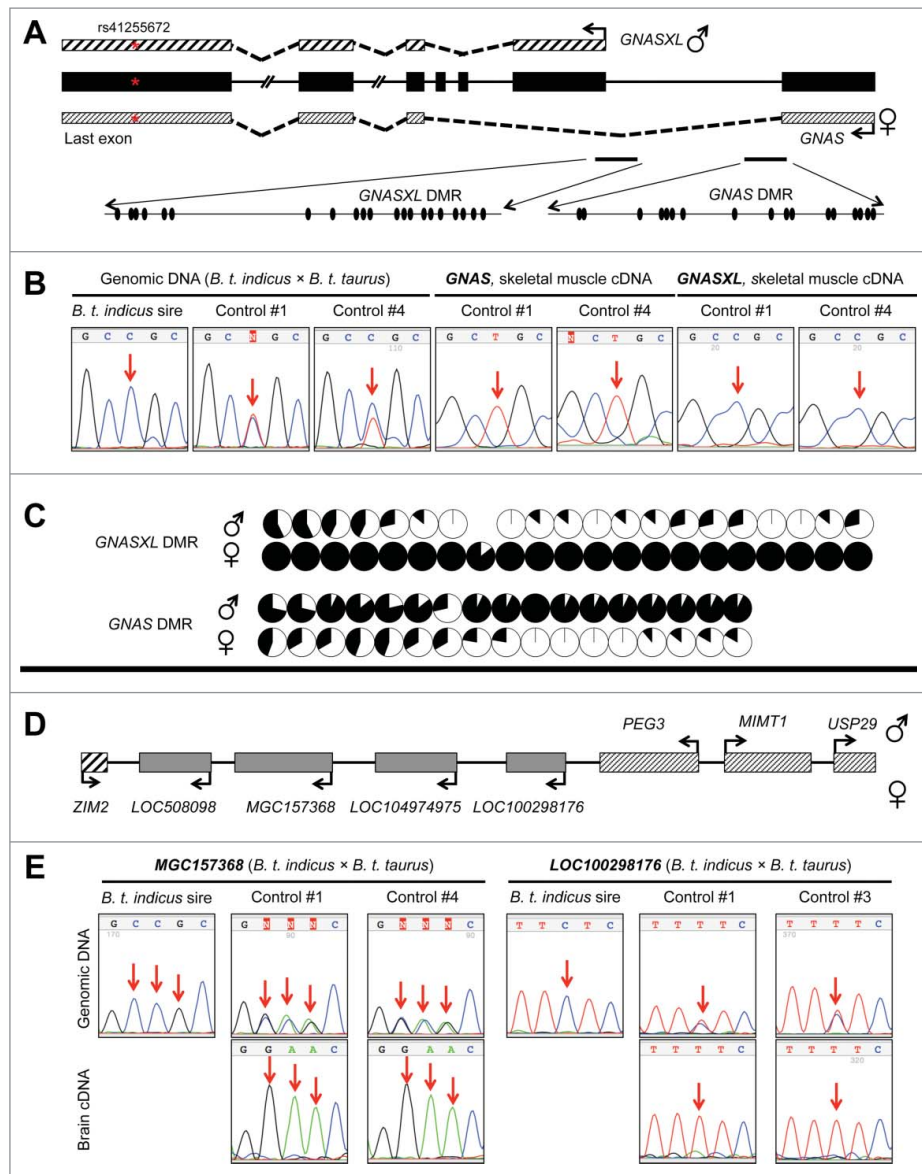 A
rs41255672
GNASXL ♂
Last exon
GNAS
♀
GNASXL DMR
GNAS DMR
B
Genomic DNA (B. t. indicus × B. t. taurus)
GNAS, skeletal muscle cDNA
GNASXL, skeletal muscle cDNA
B. t. indicus sire
Control #1
Control #4
Control #1
Control #4
Control #1
Control #4
G C C G C
G C N G C
G C C G C
110
G C T G C
N C T G C
G C C G C
20
G C C G C
20
C
GNASXL DMR
♂
♀
GNAS DMR
♂
♀
D
PEG3
MIMT1
USP29
♂
♀
ZIM2
LOC508098
MGC157368
LOC104974975
LOC100298176
E
MGC157368 (B. t. indicus × B. t. taurus)
LOC100298176 (B. t. indicus × B. t. taurus)
B. t. indicus sire
Control #1
Control #4
B. t. indicus sire
Control #1
Control #3
Genomic DNA
G C C G C
170
G N N N C
90
G N N N C
90
T T C T C
T T T T C
T T T T C
370
Brain cDNA
G G A A C
G G A A C
T T T T C
T T T T C
320